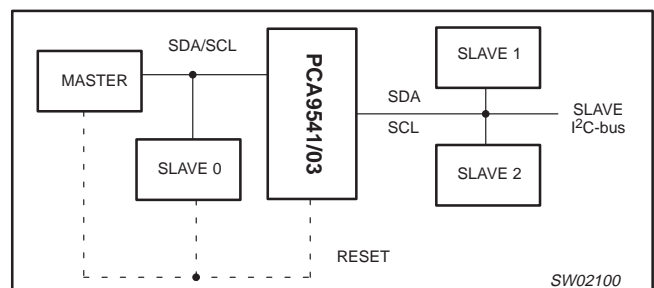 SDA/SCL
MASTER
SLAVE 0
PCA9541/03
SLAVE 1
SDA
SCL
SLAVE
I²C-bus
SLAVE 2
RESET
SW02100